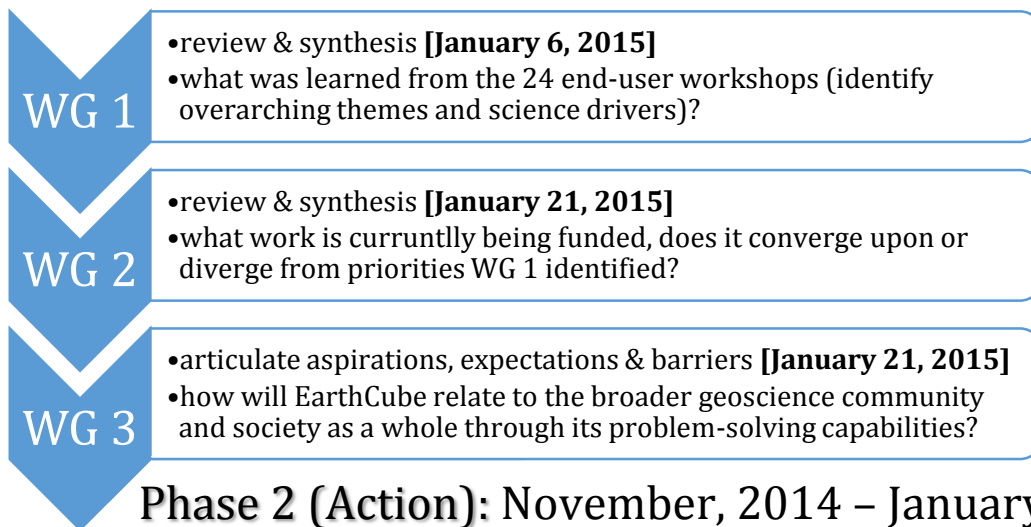 WG 1
•review & synthesis [January 6, 2015]
•what was learned from the 24 end-user workshops (identify
overarching themes and science drivers)?
WG 2
•review & synthesis [January 21, 2015]
•what work is curruntlly being funded, does it converge upon or
diverge from priorities WG 1 identified?
WG 3
•articulate aspirations, expectations & barriers [January 21, 2015]
•how will EarthCube relate to the broader geoscience community
and society as a whole through its problem-solving capabilities?
Phase 2 (Action): November, 2014 – January